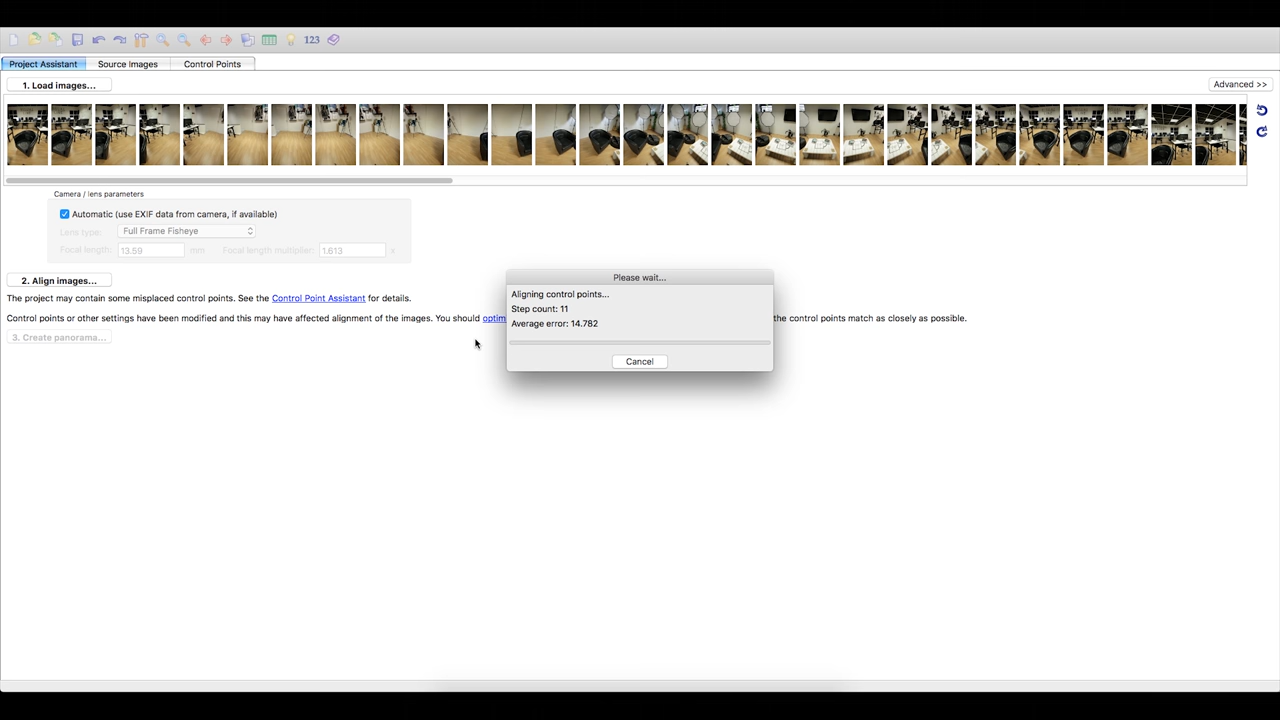 123
Project Assistant
Source Images
Control Points
1. Load images...
Advanced >>
Camera / lens parameters
Automatic (use EXIF data from camera, if available)
Lens type:
Full Frame Fisheye
Focal length:
13.59
mm
Focal length multiplier:
1.613
x
2. Align images...
The project may contain some misplaced control points. See the Control Point Assistant for details.
Control points or other settings have been modified and this may have affected alignment of the images. You should optim
the control points match as closely as possible.
3. Create panorama...
Please wait...
Aligning control points...
Step count: 11
Average error: 14.782
Cancel